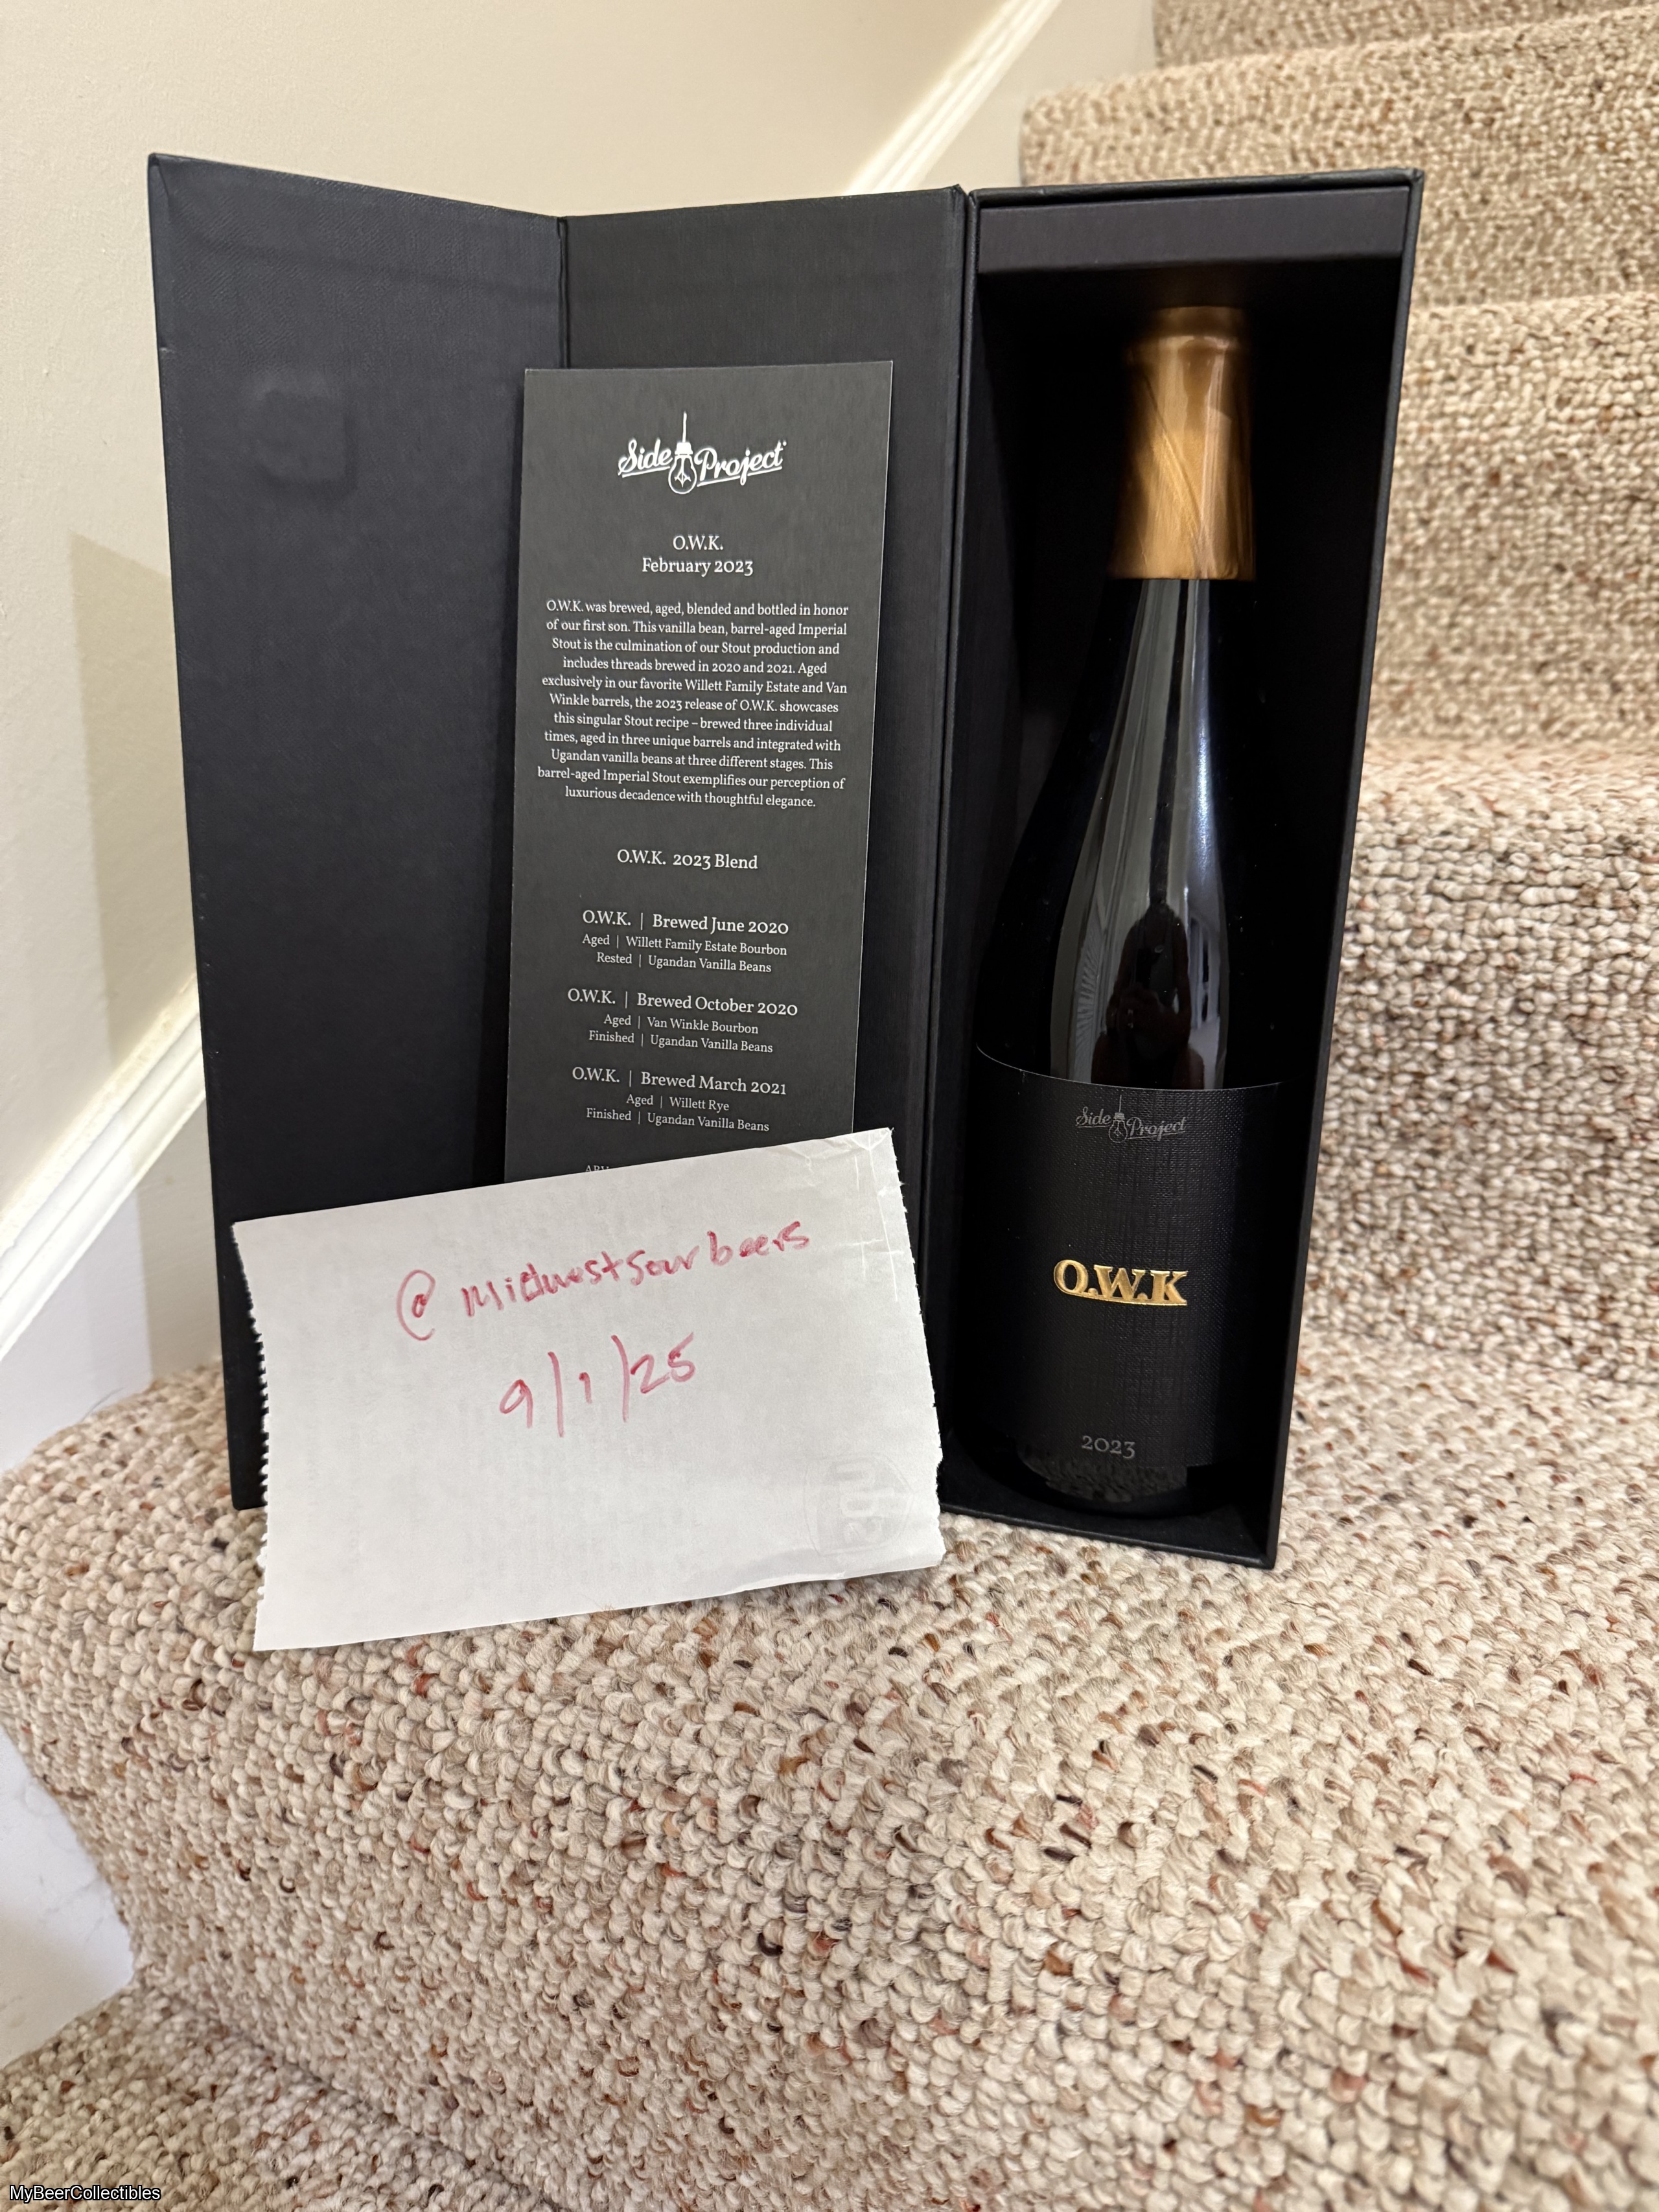 Side Project
O.W.K.
February 2023
O.W.K. was brewed, aged, blended and bottled in honor
of our first son. This vanilla bean, barrel-aged Imperial
Stout is the culmination of our Stout production and
includes threads brewed in 2020 and 2021. Aged
exclusively in our favorite Willett Family Estate and Van
Winkle barrels, the 2023 release of O.W.K. showcases
this singular Stout recipe – brewed three individual
times, aged in three unique barrels and integrated with
Ugandan vanilla beans at three different stages. This
barrel-aged Imperial Stout exemplifies our perception of
luxurious decadence with thoughtful elegance.
O.W.K. 2023 Blend
O.W.K. | Brewed June 2020
Aged | Willett Family Estate Bourbon
Rested | Ugandan Vanilla Beans
O.W.K. | Brewed October 2020
Aged | Van Winkle Bourbon
Finished | Ugandan Vanilla Beans
O.W.K. | Brewed March 2021
Aged | Willett Rye
Finished | Ugandan Vanilla Beans
@midwestsourbeers
9/1/25
Side Project
O.W.K
2023
MyBeerCollectibles